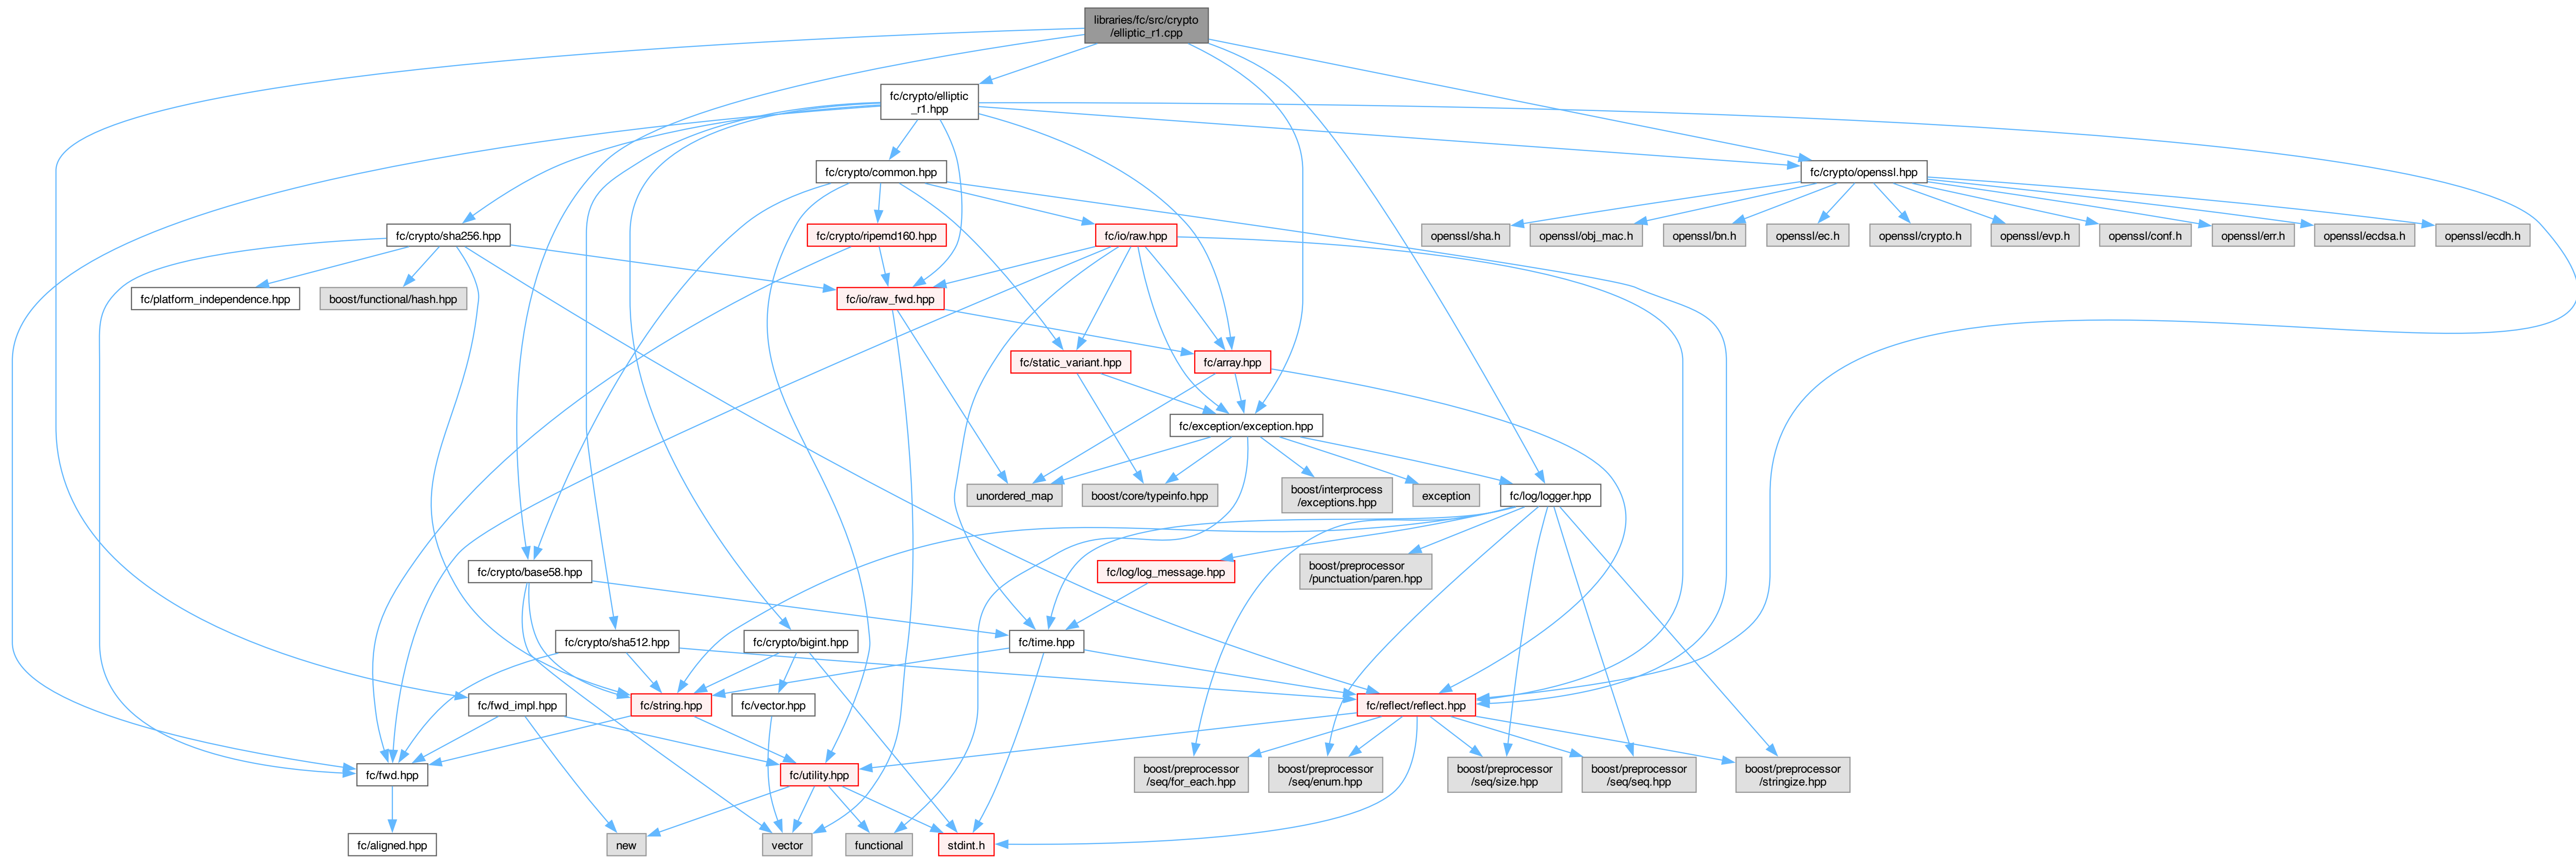 libraries/fc/src/crypto
/elliptic_r1.cpp
fc/crypto/elliptic
_r1.hpp
fc/crypto/common.hpp
fc/crypto/openssl.hpp
fc/crypto/sha256.hpp
fc/crypto/ripemd160.hpp
fc/io/raw.hpp
openssl/sha.h
openssl/obj_mac.h
openssl/bn.h
openssl/ec.h
openssl/crypto.h
openssl/evp.h
openssl/conf.h
openssl/err.h
openssl/ecdsa.h
openssl/ecdh.h
fc/platform_independence.hpp
boost/functional/hash.hpp
fc/io/raw_fwd.hpp
fc/static_variant.hpp
fc/array.hpp
fc/exception/exception.hpp
unordered_map
boost/core/typeinfo.hpp
boost/interprocess
/exceptions.hpp
exception
fc/log/logger.hpp
fc/crypto/base58.hpp
fc/log/log_message.hpp
boost/preprocessor
/punctuation/paren.hpp
fc/crypto/sha512.hpp
fc/crypto/bigint.hpp
fc/time.hpp
fc/fwd_impl.hpp
fc/string.hpp
fc/vector.hpp
fc/reflect/reflect.hpp
fc/fwd.hpp
fc/utility.hpp
boost/preprocessor
/seq/for_each.hpp
boost/preprocessor
/seq/enum.hpp
boost/preprocessor
/seq/size.hpp
boost/preprocessor
/seq/seq.hpp
boost/preprocessor
/stringize.hpp
fc/aligned.hpp
new
vector
functional
stdint.h